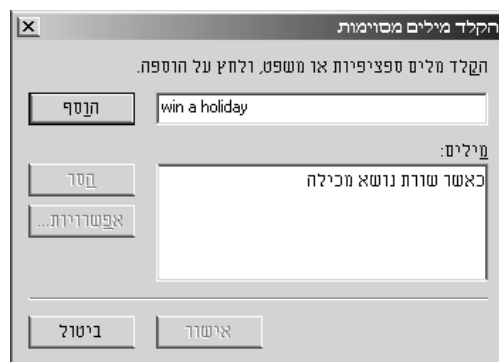 הקלד מילים מסוימות
הקלד מלים ספציפיות או משפט, ולחץ על הוספה.
win a holiday
הוסף
מילים:
כאשר שורת נושא מכילה
הסר
אפשרויות...
אישור
ביטול